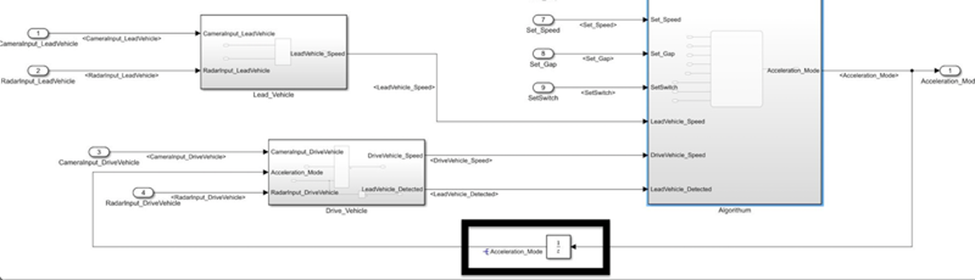 7
Set_Speed
<Set_Speed>
Set_Speed
1
CameraInput_LeadVehicle
<CameraInput_LeadVehicle>
CameraInput_LeadVehicle
LeadVehicle_Speed
8
Set_Gap
<Set_Gap>
Set_Gap
2
RadarInput_LeadVehicle
<RadarInput_LeadVehicle>
RadarInput_LeadVehicle
Lead_Vehicle
<LeadVehicle_Speed>
9
SetSwitch
<SetSwitch>
SetSwitch
Acceleration_Mode
<Acceleration_Mode>
1
Acceleration_Mod
LeadVehicle_Speed
3
CameraInput_DriveVehicle
<CameraInput_DriveVehicle>
CameraInput_DriveVehicle
DriveVehicle_Speed
<DriveVehicle_Speed>
DriveVehicle_Speed
Acceleration_Mode
4
RadarInput_DriveVehicle
<RadarInput_DriveVehicle>
RadarInput_DriveVehicle
LeadVehicle_Detected
<LeadVehicle_Detected>
LeadVehicle_Detected
Drive_Vehicle
Algorithum
Acceleration_Mode
1
z